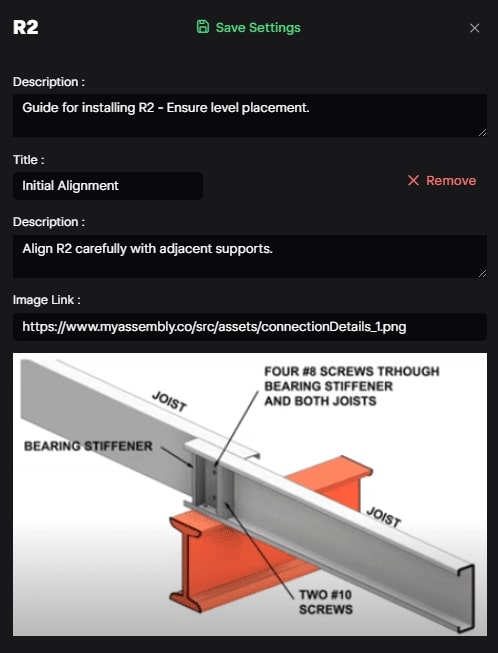 R2
Save Settings
Description :
Guide for installing R2 - Ensure level placement.
Title :
Initial Alignment
Remove
Description :
Align R2 carefully with adjacent supports.
Image Link :
https://www.myassembly.co/src/assets/connectionDetails_1.png
FOUR #8 SCREWS TRHOUGH
BEARING STIFFENER
AND BOTH JOISTS
JOIST
BEARING STIFFENER
JOIST
TWO #10
SCREWS